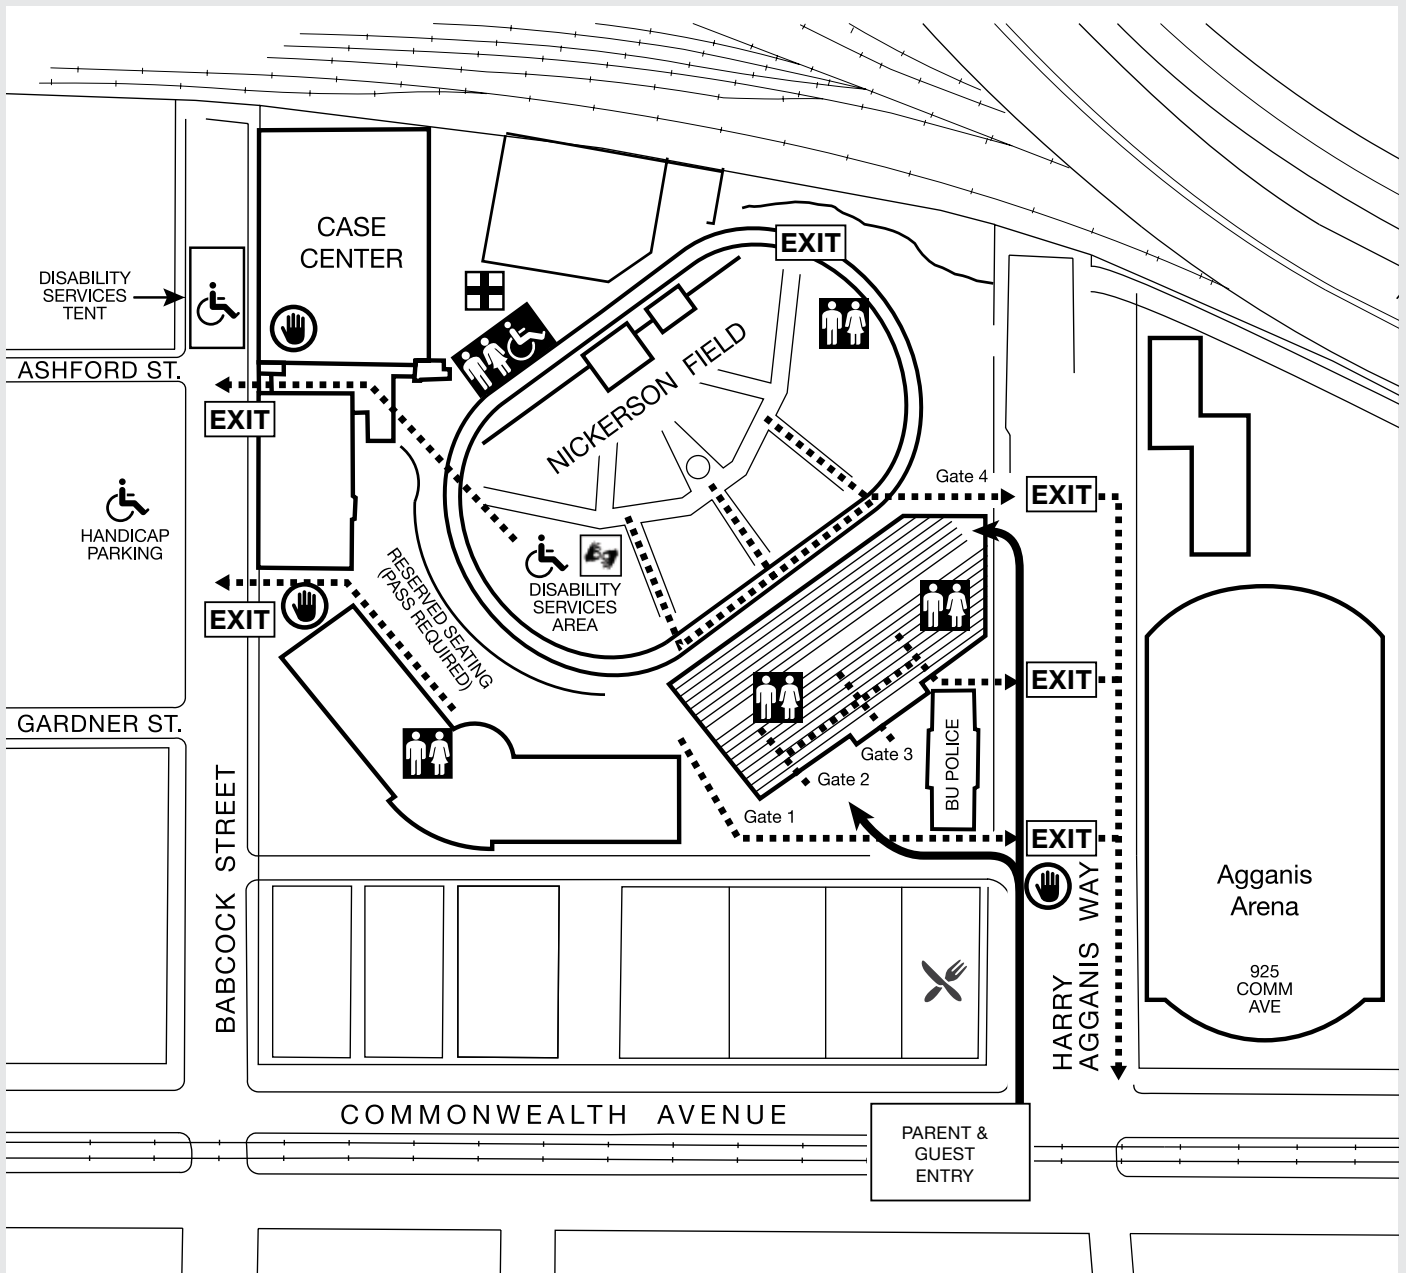 CASE
CENTER
EXIT
DISABILITY
SERVICES
TENT
NICKERSON FIELD
ASHFORD ST.
EXIT
Gate 4
EXIT
HANDICAP
PARKING
RESERVED SEATING
(PASS REQUIRED)
DISABILITY
SERVICES
AREA
EXIT
EXIT
GARDNER ST.
Gate 3
Gate 2
Gate 1
BU POLICE
EXIT
BABCOCK STREET
HARRY
AGGANIS WAY
Agganis
Arena
925
COMM
AVE
COMMONWEALTH AVENUE
PARENT &
GUEST
ENTRY